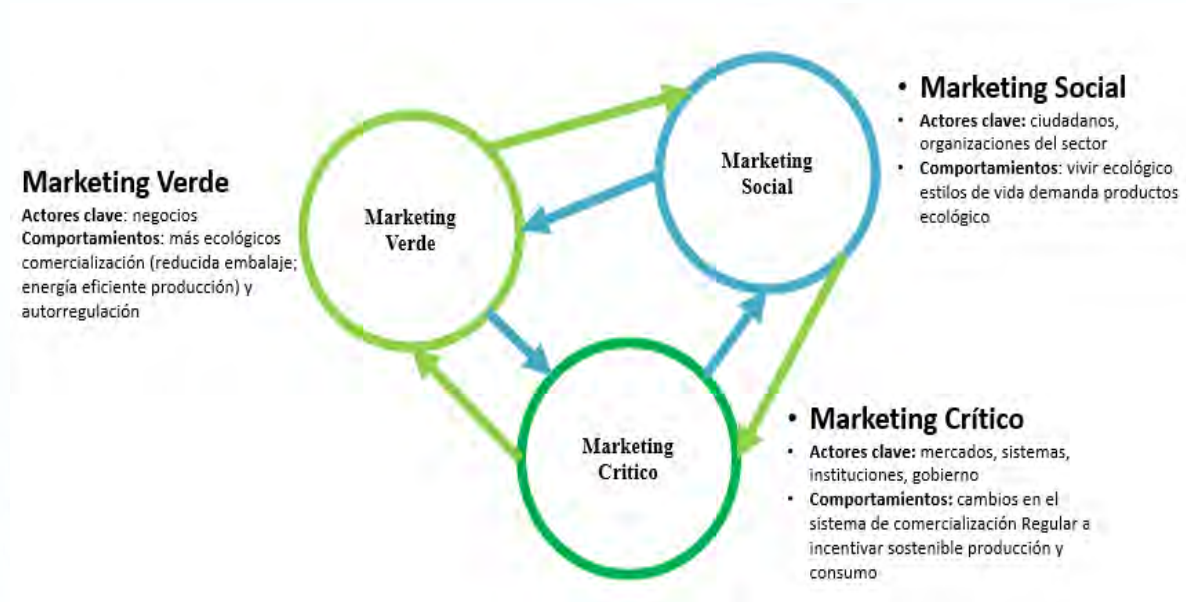 Marketing Verde
Actores clave: negocios
Comportamientos: más ecológicos
comercialización (reducida embalaje;
energía eficiente producción) y
autorregulación
Marketing
Verde
Marketing
Social
• Marketing Social
• Actores clave: ciudadanos,
organizaciones del sector
• Comportamientos: vivir ecológico
estilos de vida demanda productos
ecológico
Marketing
Critico
• Marketing Crítico
• Actores clave: mercados, sistemas,
instituciones, gobierno
• Comportamientos: cambios en el
sistema de comercialización Regular a
incentivar sostenible producción y
consumo